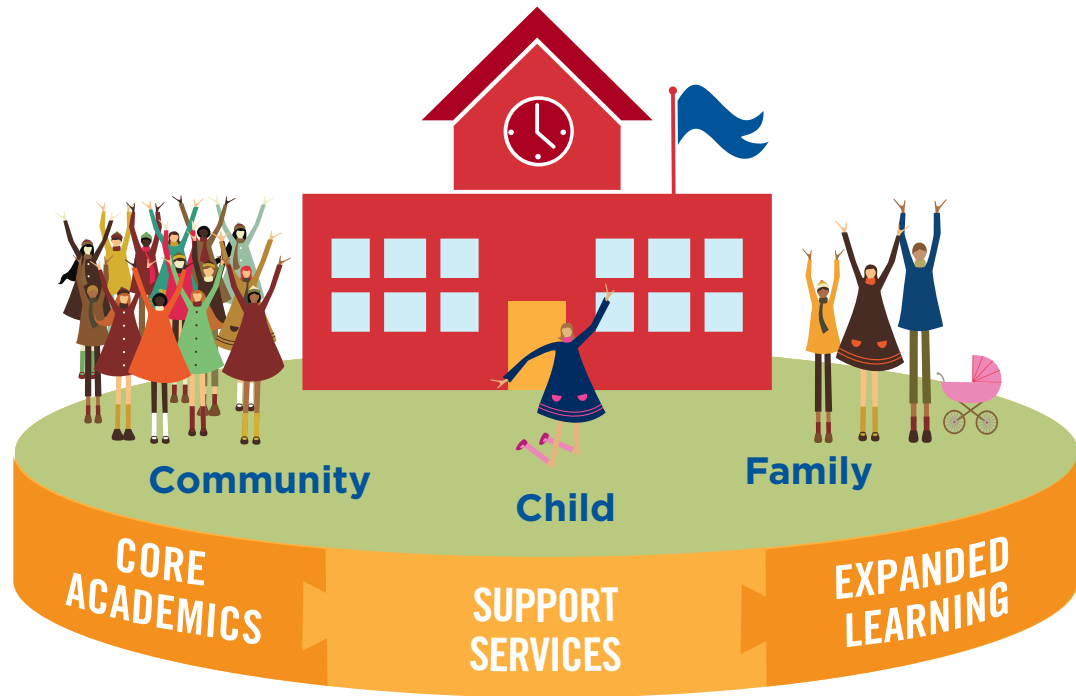 Community
Child
Family
CORE
ACADEMICS
SUPPORT
SERVICES
EXPANDED
LEARNING